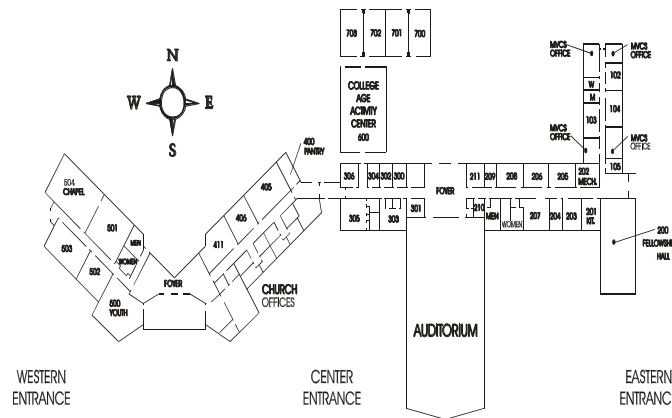 703
702
701
700
N
W
E
S
COLLEGE
AGE
ACTIVITY
CENTER
600
MVCS
OFFICE
MVCS
OFFICE
W
M
102
103
104
MVCS
OFFICE
MVCS
OFFICE
105
400
PANTRY
306
304
302
300
FOYER
211
209
208
206
205
202
MECH.
305
303
301
210
MEN
WOMEN
207
204
203
201
KIT.
200
FELLOWSHI
HALL
504
CHAPEL
501
MEN
WOMEN
503
502
500
YOUTH
FOYER
411
406
405
CHURCH
OFFICES
AUDITORIUM
WESTERN
ENTRANCE
CENTER
ENTRANCE
EASTERN
ENTRANC